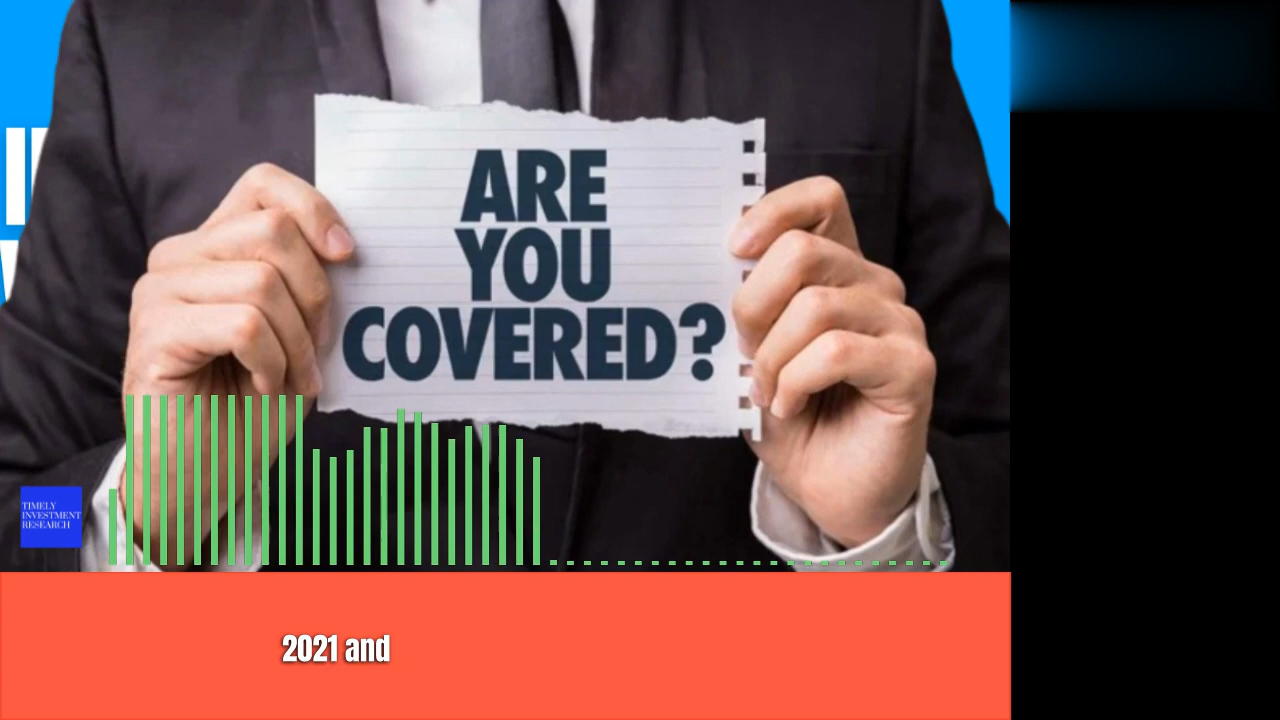 ARE
YOU
COVERED?
TIMELY
INVESTMENT
RESEARCH
2021 and